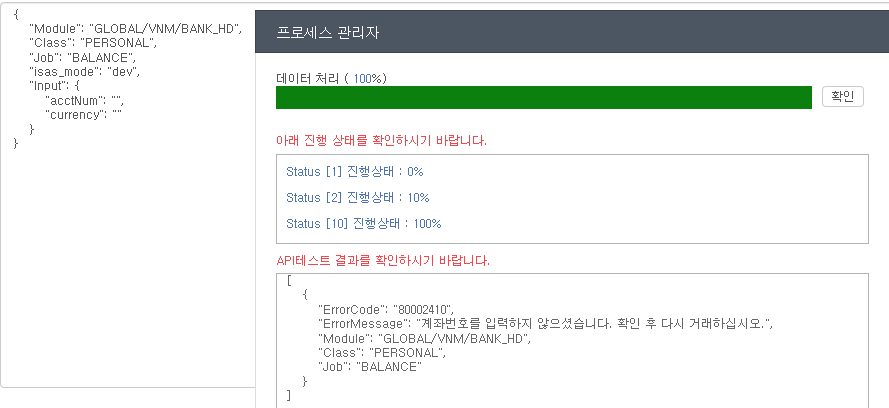 {
"Module": "GLOBAL/VNM/BANK_HD",
"Class": "PERSONAL",
"Job": "BALANCE",
"isas_mode": "dev",
"Input": {
"acctNum": "",
"currency": ""
}
}
프로세스 관리자
데이터 처리 ( 100%)
확인
아래 진행 상태를 확인하시기 바랍니다.
Status [1] 진행상태 : 0%
Status [2] 진행상태 : 10%
Status [10] 진행상태 : 100%
API테스트 결과를 확인하시기 바랍니다.
[
{
"ErrorCode": "80002410",
"ErrorMessage": "계좌번호를 입력하지 않으셨습니다. 확인 후 다시 거래하십시오.",
"Module": "GLOBAL/VNM/BANK_HD",
"Class": "PERSONAL",
"Job": "BALANCE"
}
]